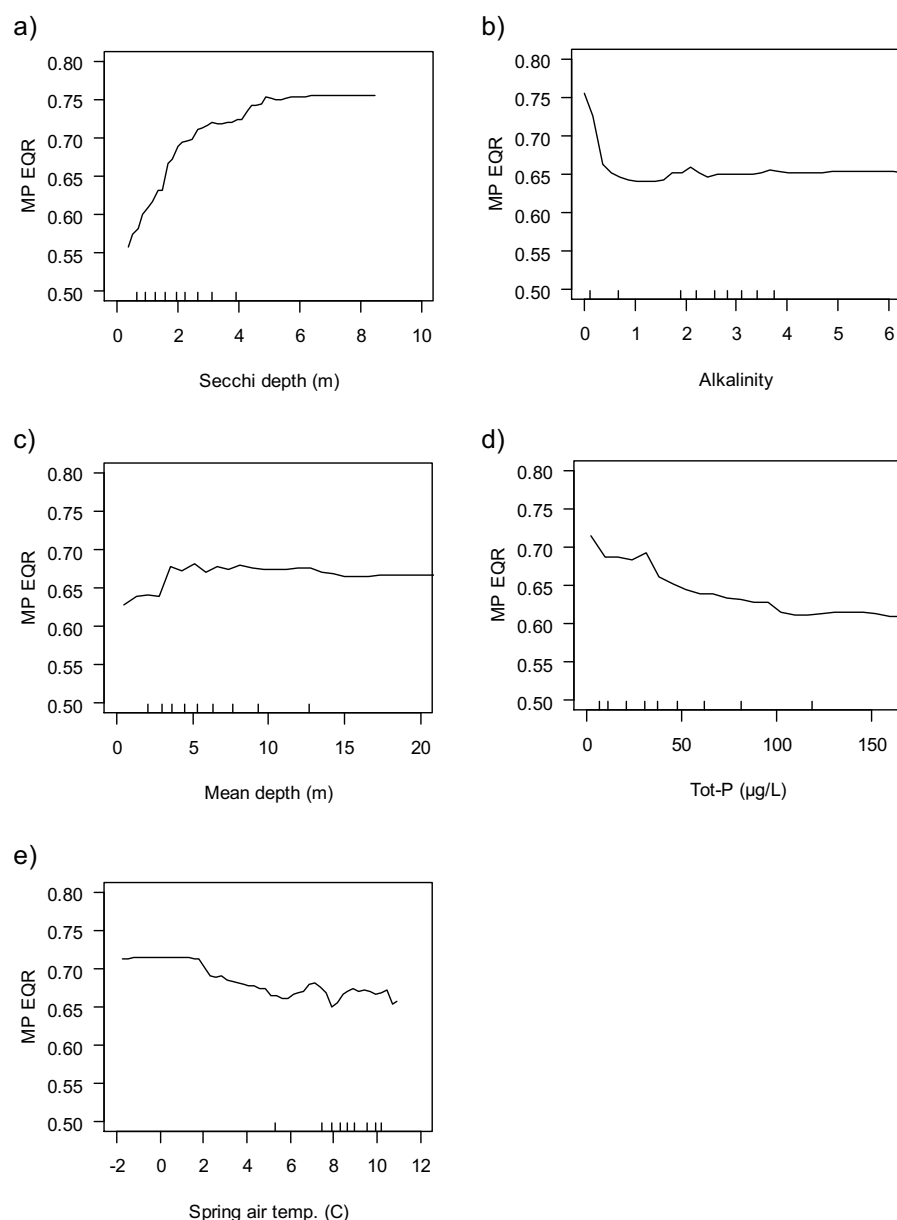 a)
0.80
0.75
0.70
0.65
0.60
0.55
0.50
MP EQR
0 2 4 6 8 10
Secchi depth (m)
b)
0.80
0.75
0.70
0.65
0.60
0.55
0.50
MP EQR
0 1 2 3 4 5 6
Alkalinity
c)
0.80
0.75
0.70
0.65
0.60
0.55
0.50
MP EQR
0 5 10 15 20
Mean depth (m)
d)
0.80
0.75
0.70
0.65
0.60
0.55
0.50
MP EQR
0 50 100 150
Tot-P (µg/L)
e)
0.80
0.75
0.70
0.65
0.60
0.55
0.50
MP EQR
-2 0 2 4 6 8 10 12
Spring air temp. (C)